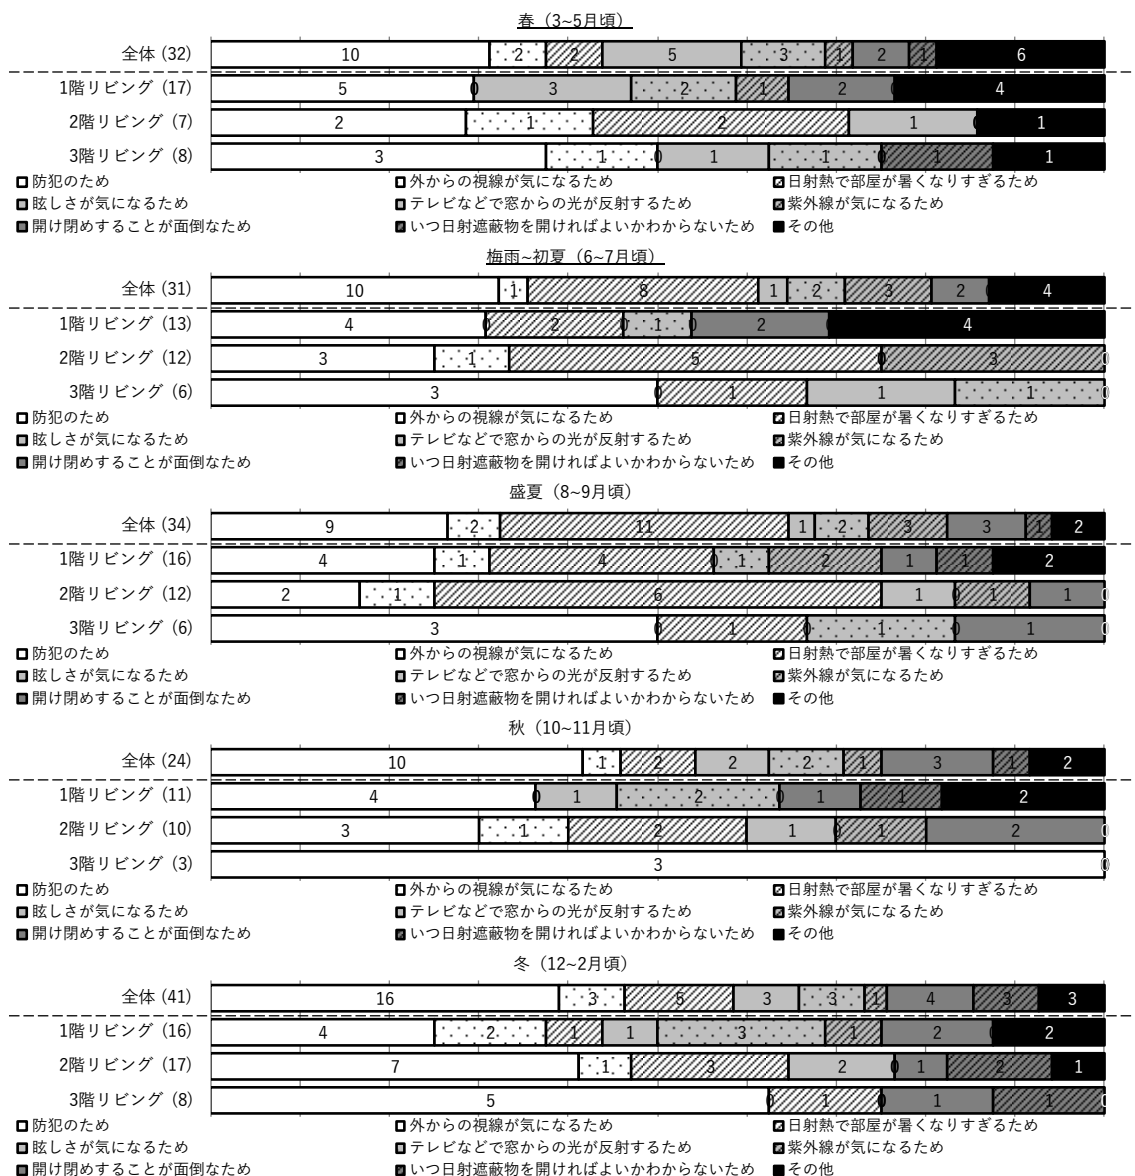 春（3~5月頃）
全体 (32) 10 2 2 5 3 1 2 1 6
1階リビング (17) 5 0 3 2 1 2 0 4
2階リビング (7) 2 1 2 1 0 1
3階リビング (8) 3 1 0 1 1 0 1 1
防犯のため 外からの視線が気になるため 日射熱で部屋が暑くなりすぎるため
眩しさが気になるため テレビなどで窓からの光が反射するため 紫外線が気になるため
開け閉めすることが面倒なため いつ日射遮蔽物を開ければよいかわからないため その他
梅雨~初夏（6~7月頃）
全体 (31) 10 1 8 1 2 3 2 0 4
1階リビング (13) 4 0 2 0 1 0 2 0 4
2階リビング (12) 3 1 5 0 3 0
3階リビング (6) 3 0 1 1 1 0
防犯のため 外からの視線が気になるため 日射熱で部屋が暑くなりすぎるため
眩しさが気になるため テレビなどで窓からの光が反射するため 紫外線が気になるため
開け閉めすることが面倒なため いつ日射遮蔽物を開ければよいかわからないため その他
盛夏（8~9月頃）
全体 (34) 9 2 11 1 2 3 3 1 2
1階リビング (16) 4 1 4 0 1 2 1 1 2
2階リビング (12) 2 1 6 1 0 1 1 0
3階リビング (6) 3 0 1 0 1 0 1 0
防犯のため 外からの視線が気になるため 日射熱で部屋が暑くなりすぎるため
眩しさが気になるため テレビなどで窓からの光が反射するため 紫外線が気になるため
開け閉めすることが面倒なため いつ日射遮蔽物を開ければよいかわからないため その他
秋（10~11月頃）
全体 (24) 10 1 2 2 2 1 3 1 2
1階リビング (11) 4 0 1 2 0 1 1 2
2階リビング (10) 3 1 2 1 0 1 2 0
3階リビング (3) 3 0
防犯のため 外からの視線が気になるため 日射熱で部屋が暑くなりすぎるため
眩しさが気になるため テレビなどで窓からの光が反射するため 紫外線が気になるため
開け閉めすることが面倒なため いつ日射遮蔽物を開ければよいかわからないため その他
冬（12~2月頃）
全体 (41) 16 3 5 3 3 1 4 3 3
1階リビング (16) 4 2 1 1 3 1 2 0 2
2階リビング (17) 7 1 3 2 0 1 2 1
3階リビング (8) 5 0 1 0 1 1 0
防犯のため 外からの視線が気になるため 日射熱で部屋が暑くなりすぎるため
眩しさが気になるため テレビなどで窓からの光が反射するため 紫外線が気になるため
開け閉めすることが面倒なため いつ日射遮蔽物を開ければよいかわからないため その他